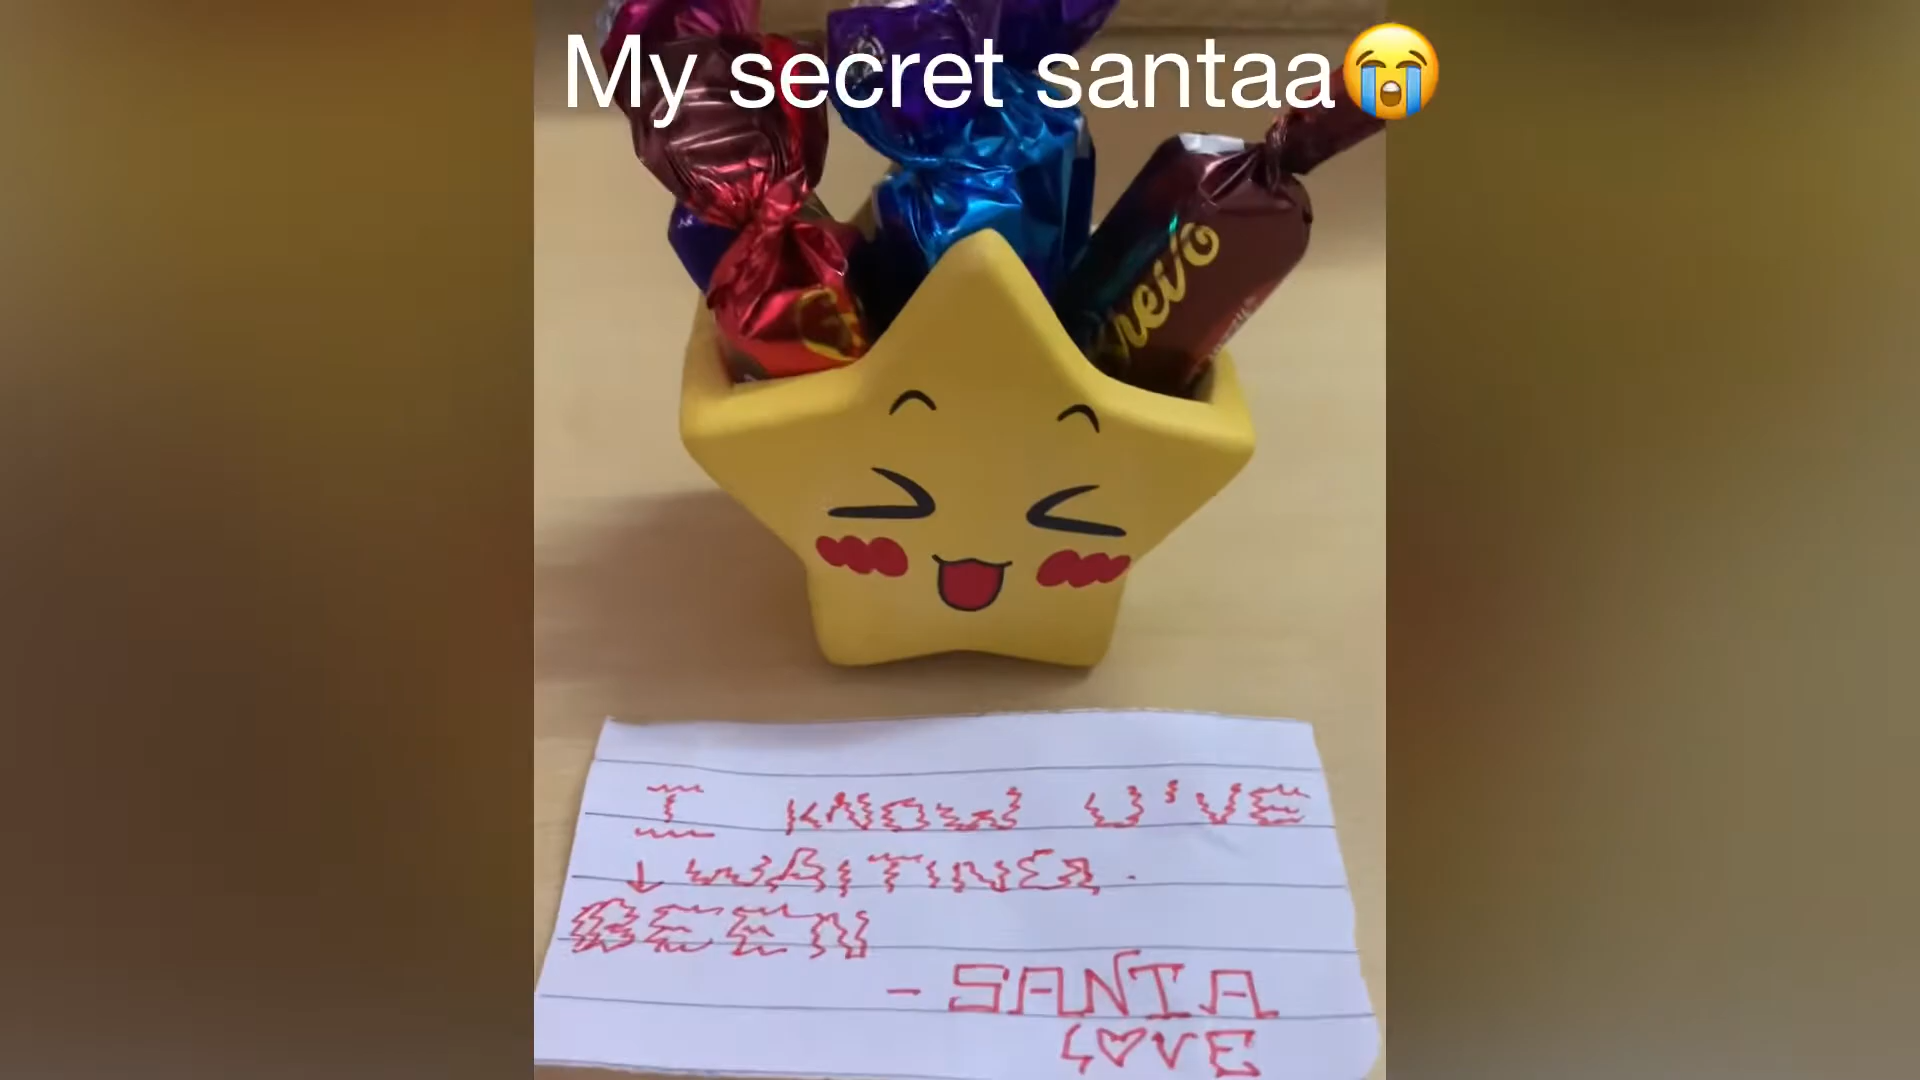 My secret santaa😭
I KNOW U'VE
↓ WAITING.
BEEN
- SANTA
LOVE